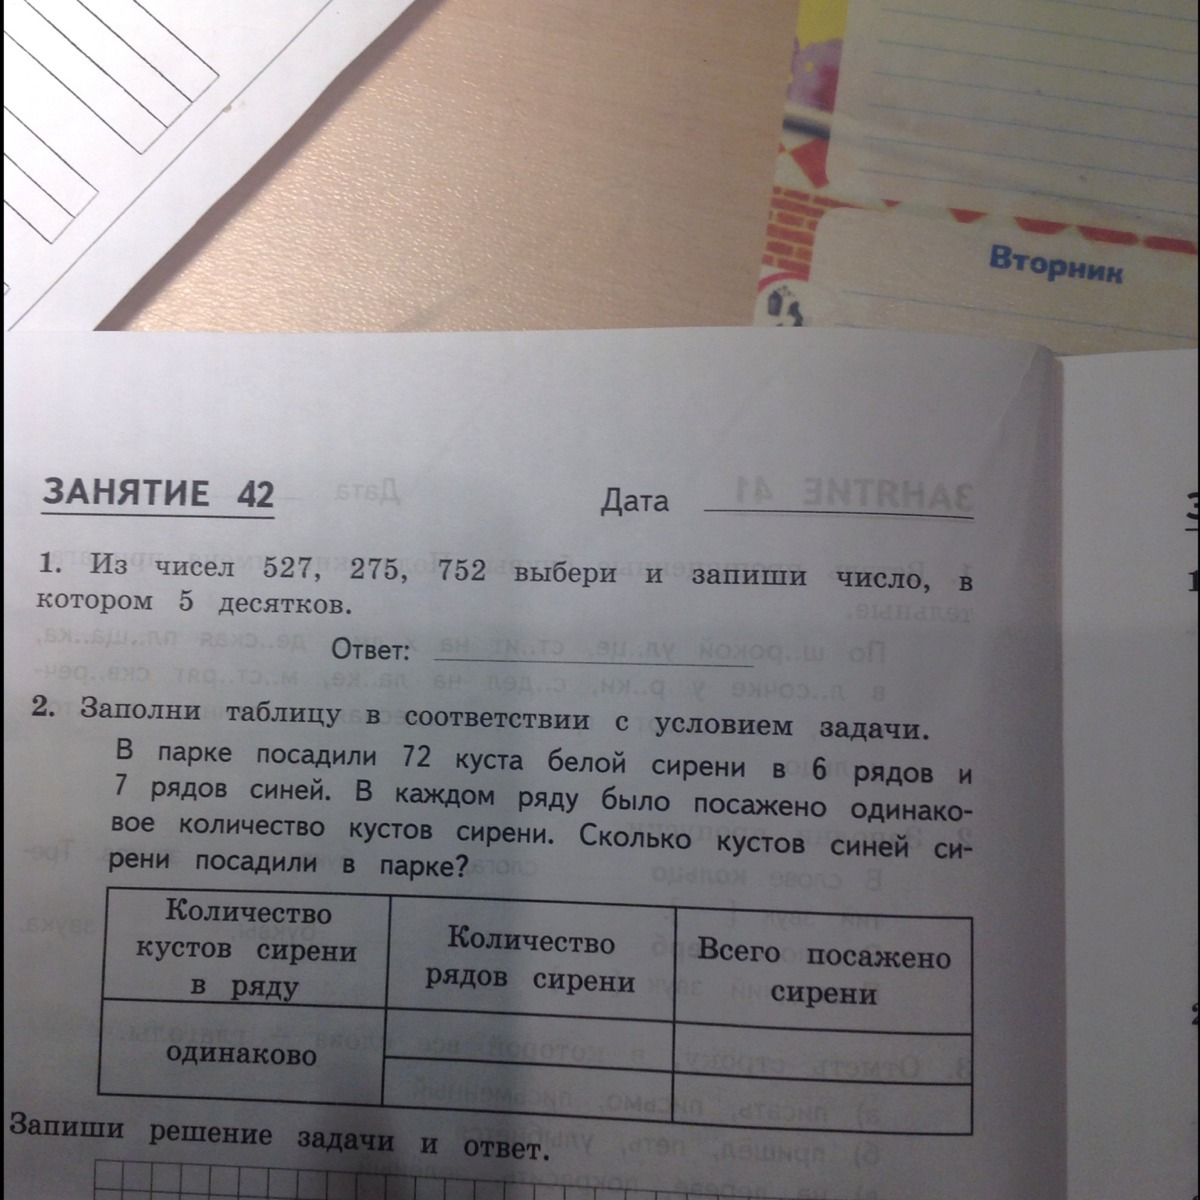 Вторник
ЗАНЯТИЕ 42
Дата
1. Из чисел 527, 275, 752 выбери и запиши число, в
котором 5 десятков.
Ответ:
2. Заполни таблицу в соответствии с условием задачи.
В парке посадили 72 куста белой сирени в 6 рядов и
7 рядов синей. В каждом ряду было посажено одинако-
вое количество кустов сирени. Сколько кустов синей си-
рени посадили в парке?
Количество
кустов сирени
в ряду
Количество
рядов сирени
Всего посажено
сирени
одинаково
Запиши решение задачи и ответ.